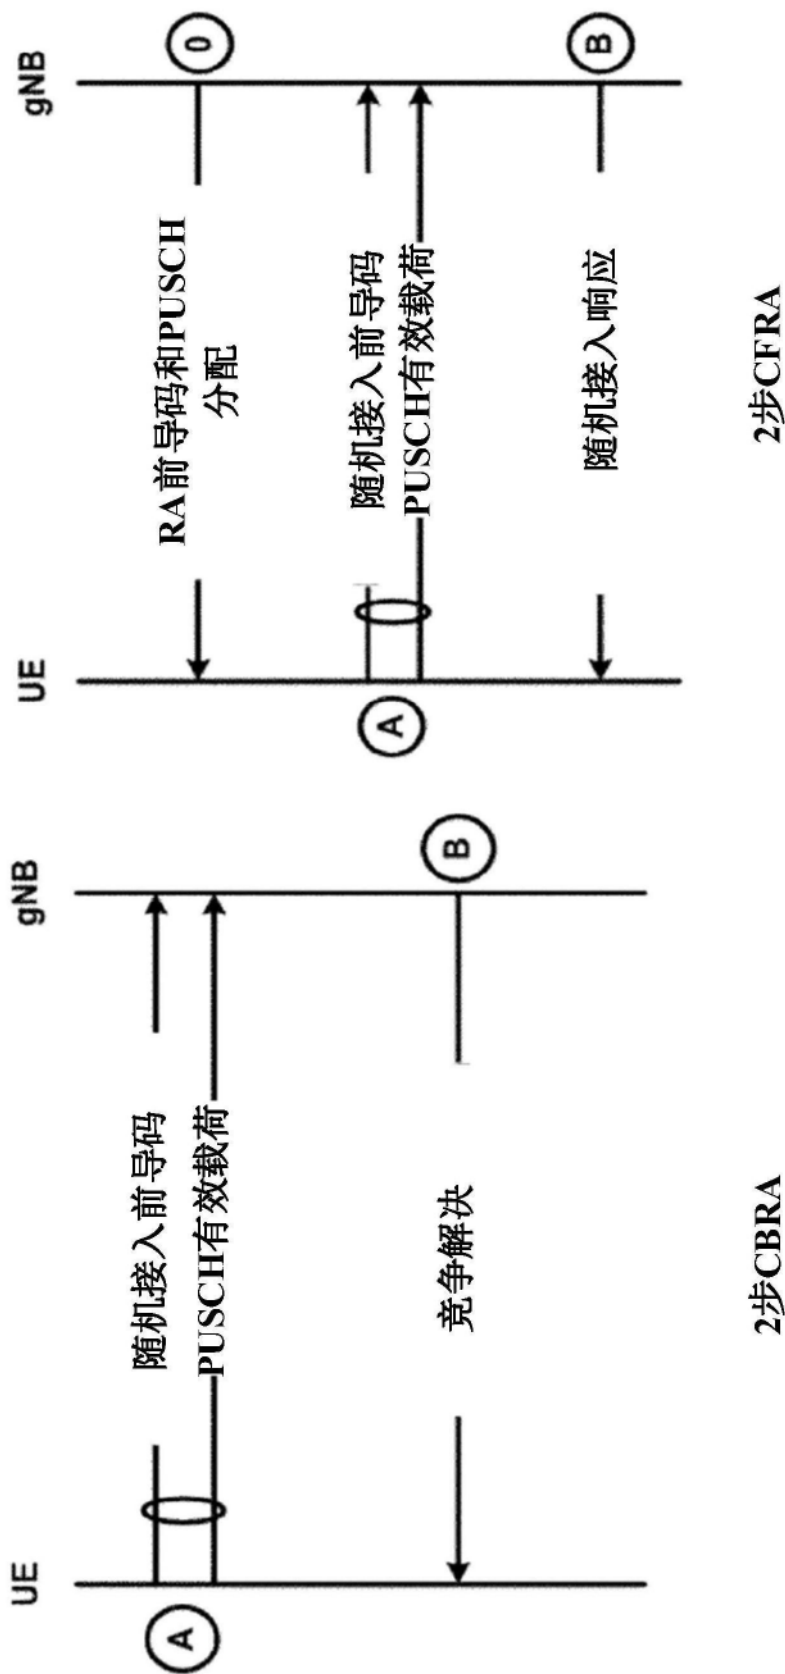 UE
gNB
A
随机接入前导码
PUSCH有效载荷
B
竞争解决
2步CBRA
UE
gNB
0
RA前导码和PUSCH
分配
A
随机接入前导码
PUSCH有效载荷
B
随机接入响应
2步CFRA